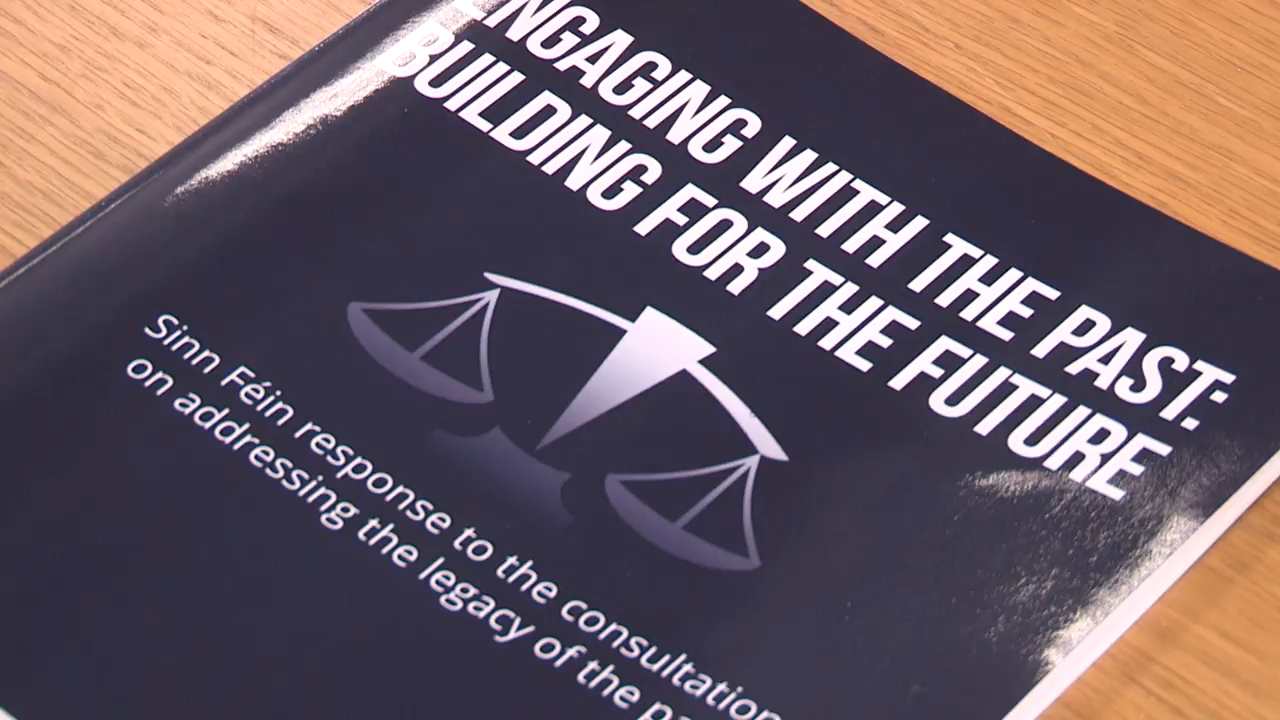 ENGAGING WITH THE PAST:
BUILDING FOR THE FUTURE
Sinn Féin response to the consultation
on addressing the legacy of the